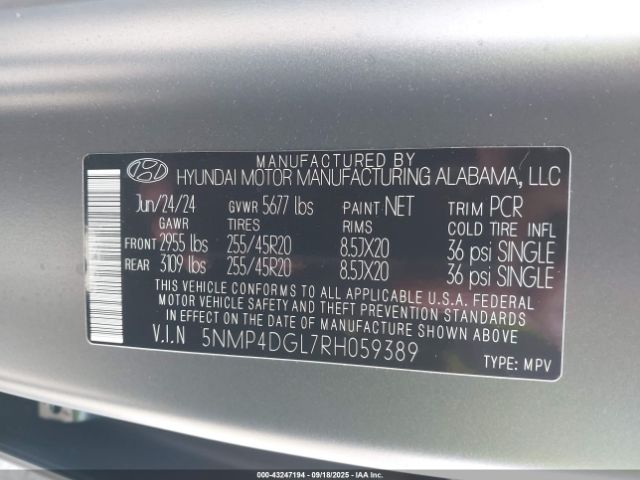 MANUFACTURED BY
HYUNDAI MOTOR MANUFACTURING ALABAMA, LLC
Jun/24/24 GVWR 5677 lbs PAINT NET TRIM PCR
GAWR TIRES RIMS COLD TIRE INFL
FRONT 2955 lbs 255/45R20 8.5JX20 36 psi SINGLE
REAR 3109 lbs 255/45R20 8.5JX20 36 psi SINGLE
THIS VEHICLE CONFORMS TO ALL APPLICABLE U.S.A. FEDERAL
MOTOR VEHICLE SAFETY AND THEFT PREVENTION STANDARDS
IN EFFECT ON THE DATE OF MANUFACTURE SHOWN ABOVE
V.I.N 5NMP4DGL7RH059389 TYPE: MPV
000-43247194 - 09/18/2025 - IAAI.com